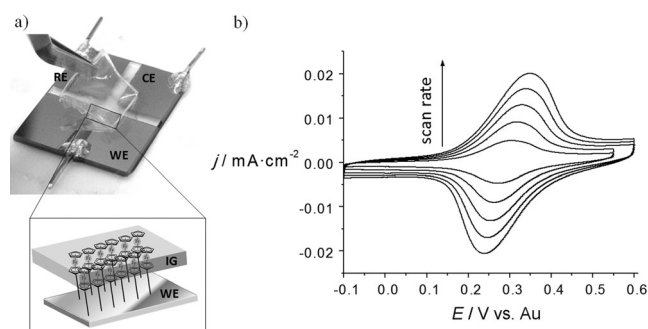 a)
RE
CE
WE
IG
WE
b)
scan rate
j / mA·cm-2
0.02
0.01
0.00
-0.01
-0.02
-0.1 0.0 0.1 0.2 0.3 0.4 0.5 0.6
E / V vs. Au